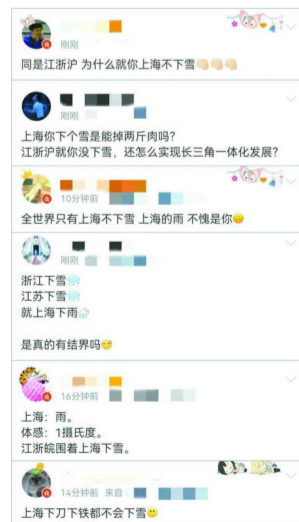 刚刚
同是江浙沪 为什么就你上海不下雪👊🏻👊🏻👊🏻
刚刚
上海你下个雪是能掉两斤肉吗?
江浙沪就你没下雪，还怎么实现长三角一体化发展?
10分钟前
全世界只有上海不下雪 上海的雨 不愧是你
刚刚
浙江下雪🌨
江苏下雪🌨
就上海下雨🌧
是真的有结界吗
16分钟前
上海：雨。
体感：1摄氏度。
江浙皖围着上海下雪。
14分钟前 来自
上海下刀下铁都不会下雪